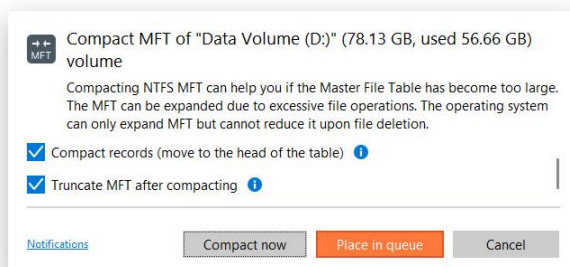 Compact MFT of "Data Volume (D:)" (78.13 GB, used 56.66 GB)
volume
MFT
Compacting NTFS MFT can help you if the Master File Table has become too large.
The MFT can be expanded due to excessive file operations. The operating system
can only expand MFT but cannot reduce it upon file deletion.
Compact records (move to the head of the table)
Truncate MFT after compacting
Notifications
Compact now
Place in queue
Cancel